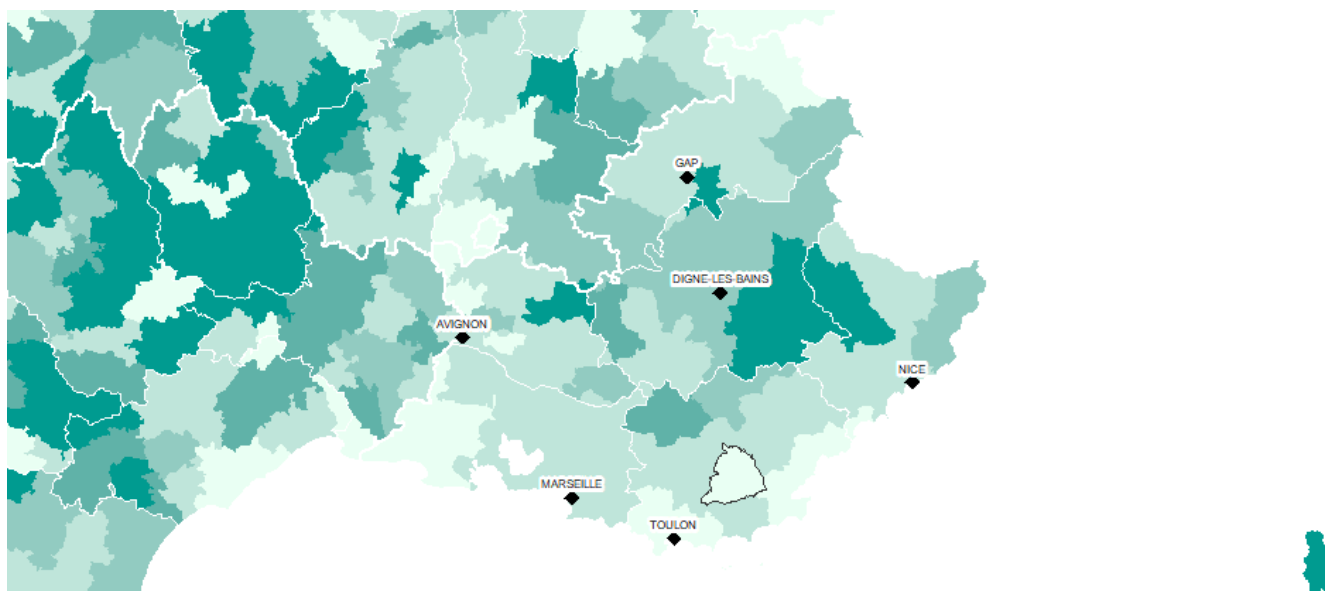 GAP
DIGNE-LES-BAINS
AVIGNON
NICE
MARSEILLE
TOULON